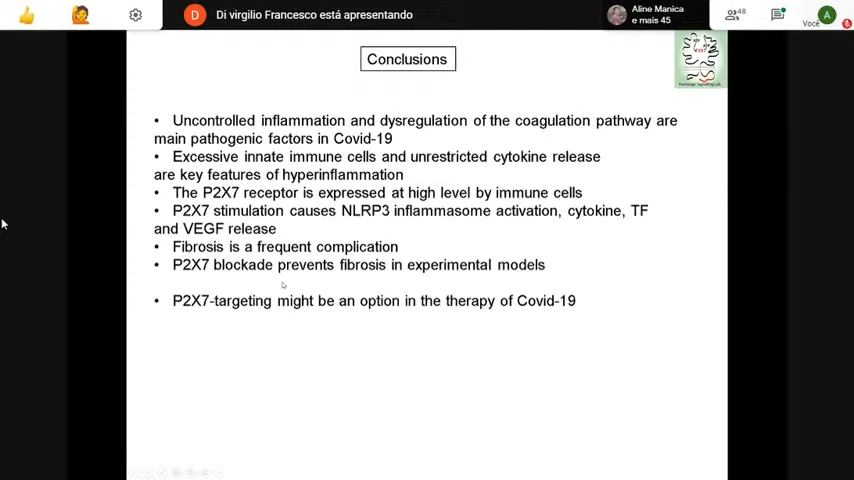 D
Di virgilio Francesco está apresentando
Aline Manica
e mais 45
48
Você
A
Conclusions
• Uncontrolled inflammation and dysregulation of the coagulation pathway are
main pathogenic factors in Covid-19
• Excessive innate immune cells and unrestricted cytokine release
are key features of hyperinflammation
• The P2X7 receptor is expressed at high level by immune cells
• P2X7 stimulation causes NLRP3 inflammasome activation, cytokine, TF
and VEGF release
• Fibrosis is a frequent complication
• P2X7 blockade prevents fibrosis in experimental models
• P2X7-targeting might be an option in the therapy of Covid-19